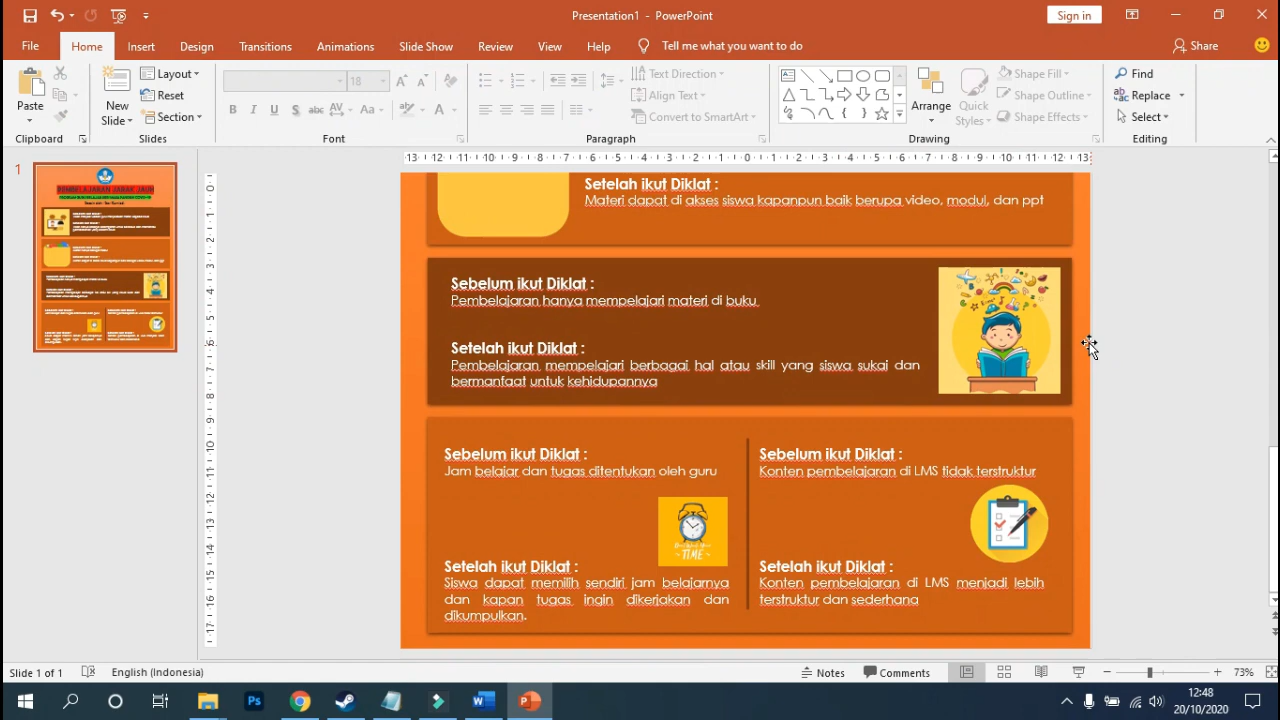 Presentation1 - PowerPoint
Sign in
File Home Insert Design Transitions Animations Slide Show Review View Help Tell me what you want to do Share
Paste
Clipboard
New Slide
Layout
Reset
Section
Slides
18
Font
Text Direction
Align Text
Convert to SmartArt
Paragraph
Arrange
Quick Styles
Shape Fill
Shape Outline
Shape Effects
Drawing
Find
Replace
Select
Editing
1
Setelah ikut Diklat :
Materi dapat di akses siswa kapanpun baik berupa video, modul, dan ppt
Sebelum ikut Diklat :
Pembelajaran hanya mempelajari materi di buku
Setelah ikut Diklat :
Pembelajaran mempelajari berbagai hal atau skill yang siswa sukai dan
bermanfaat untuk kehidupannya
Sebelum ikut Diklat :
Jam belajar dan tugas ditentukan oleh guru
TIME
Setelah ikut Diklat :
Siswa dapat memilih sendiri jam belajarnya
dan kapan tugas ingin dikerjakan dan
dikumpulkan.
Sebelum ikut Diklat :
Konten pembelajaran di LMS tidak terstruktur
Setelah ikut Diklat :
Konten pembelajaran di LMS menjadi lebih
terstruktur dan sederhana
Slide 1 of 1
English (Indonesia)
Notes
Comments
73%
12:48
20/10/2020